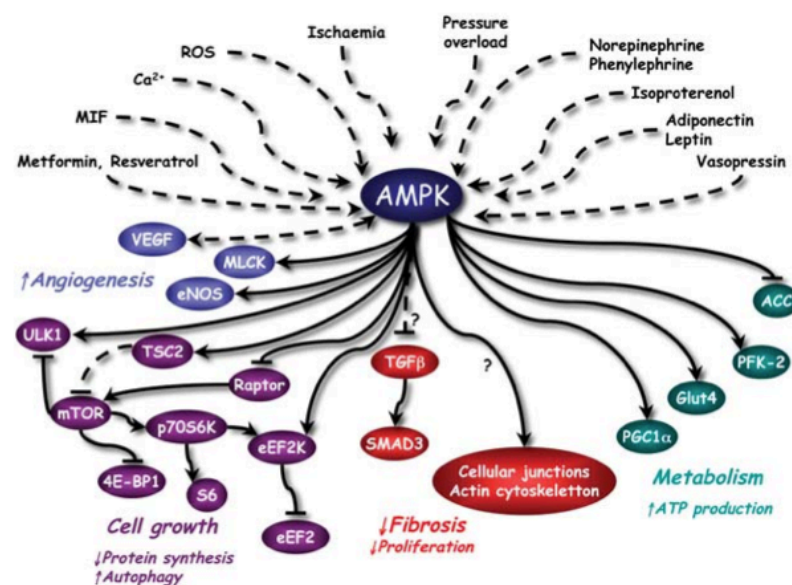 Pressure
overload
Ischaemia
ROS
Norepinephrine
Phenylephrine
Ca²⁺
Isoproterenol
MIF
Adiponectin
Leptin
Metformin, Resveratrol
Vasopressin
AMPK
VEGF
MLCK
↑Angiogenesis
eNOS
ACC
ULK1
?
TSC2
TGFβ
?
PFK-2
Raptor
Glut4
mTOR
p70S6K
eEF2K
SMAD3
PGC1α
4E-BP1
S6
Cellular junctions
Actin cytoskeletton
Metabolism
↑ATP production
Cell growth
eEF2
↓Fibrosis
↓Proliferation
↓Protein synthesis
↑Autophagy